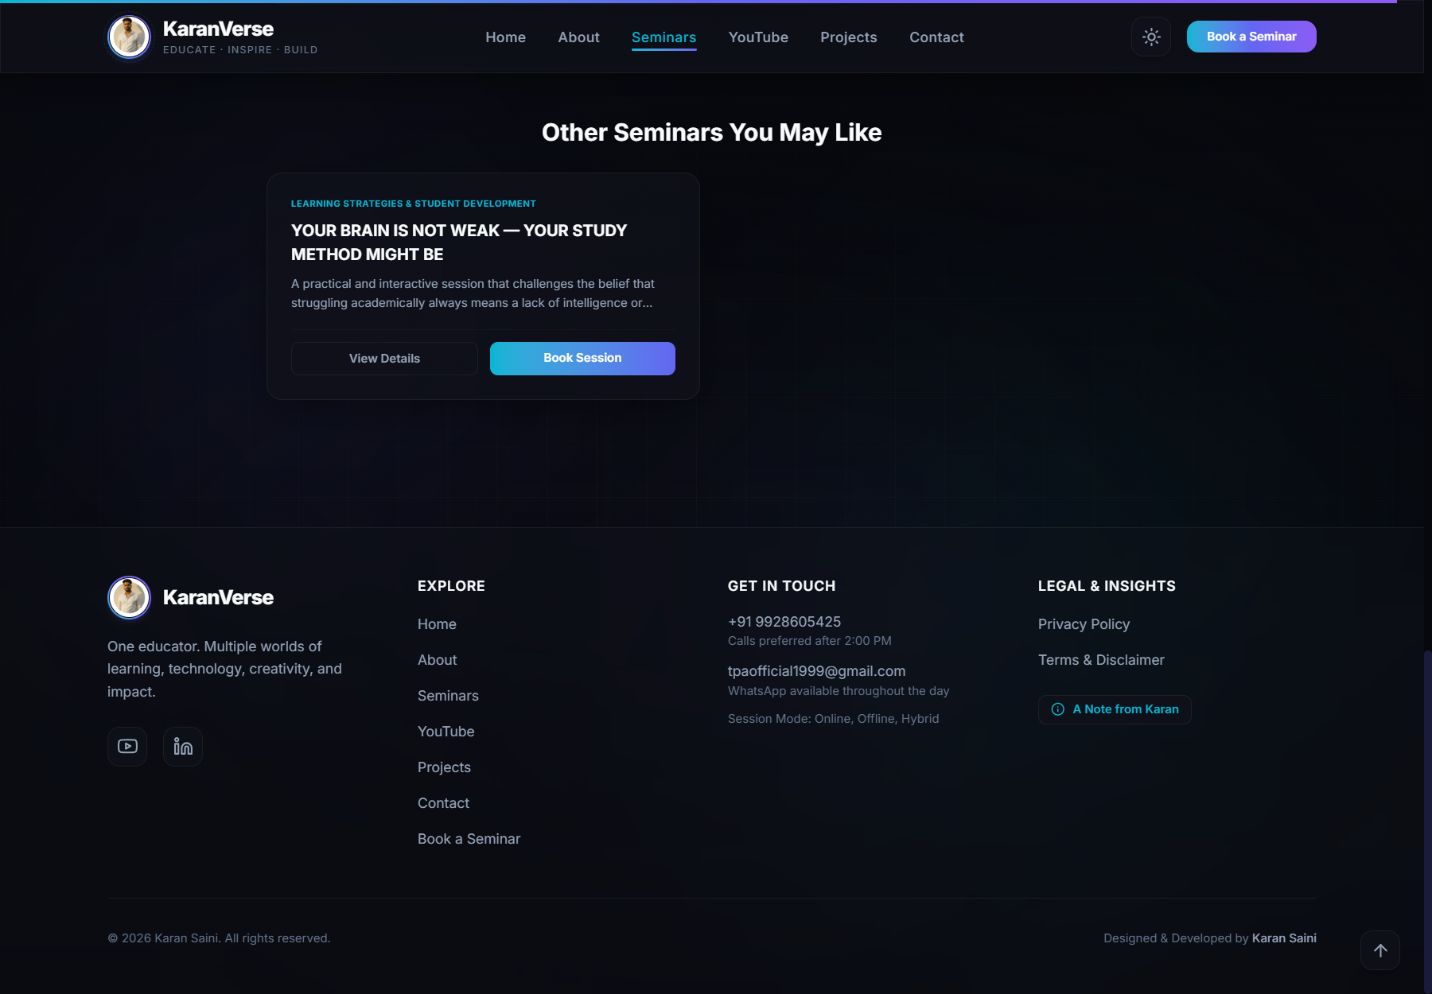 KaranVerse
EDUCATE · INSPIRE · BUILD
Home
About
Seminars
YouTube
Projects
Contact
Book a Seminar
Other Seminars You May Like
LEARNING STRATEGIES & STUDENT DEVELOPMENT
YOUR BRAIN IS NOT WEAK — YOUR STUDY
METHOD MIGHT BE
A practical and interactive session that challenges the belief that
struggling academically always means a lack of intelligence or...
View Details
Book Session
KaranVerse
One educator. Multiple worlds of
learning, technology, creativity, and
impact.
EXPLORE
Home
About
Seminars
YouTube
Projects
Contact
Book a Seminar
GET IN TOUCH
+91 9928605425
Calls preferred after 2:00 PM
tpaofficial1999@gmail.com
WhatsApp available throughout the day
Session Mode: Online, Offline, Hybrid
LEGAL & INSIGHTS
Privacy Policy
Terms & Disclaimer
A Note from Karan
© 2026 Karan Saini. All rights reserved.
Designed & Developed by Karan Saini